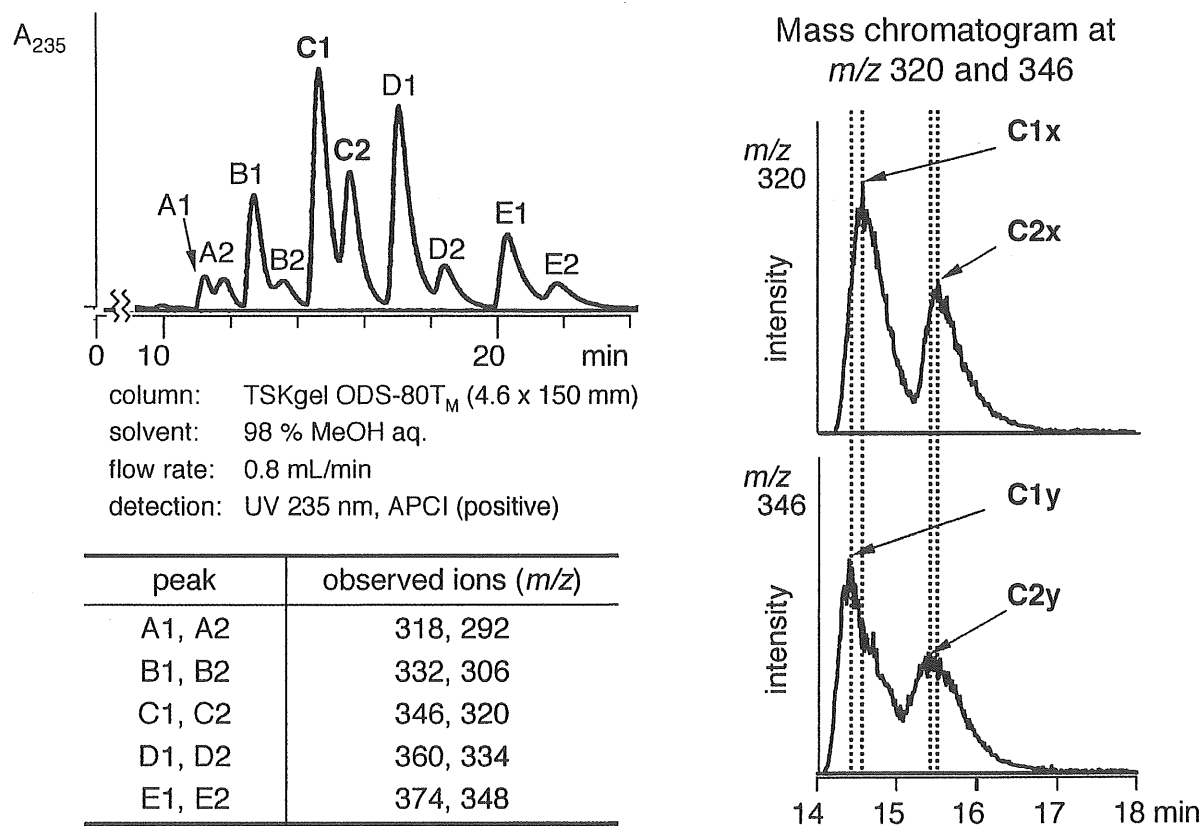 A235
A1
A2
B1
B2
C1
C2
D1
D2
E1
E2
0 10 20 min
column: TSKgel ODS-80TM (4.6 x 150 mm)
solvent: 98 % MeOH aq.
flow rate: 0.8 mL/min
detection: UV 235 nm, APCI (positive)
peak observed ions (m/z)
A1, A2 318, 292
B1, B2 332, 306
C1, C2 346, 320
D1, D2 360, 334
E1, E2 374, 348
Mass chromatogram at
m/z 320 and 346
m/z
320
intensity
C1x
C2x
m/z
346
intensity
C1y
C2y
14 15 16 17 18 min